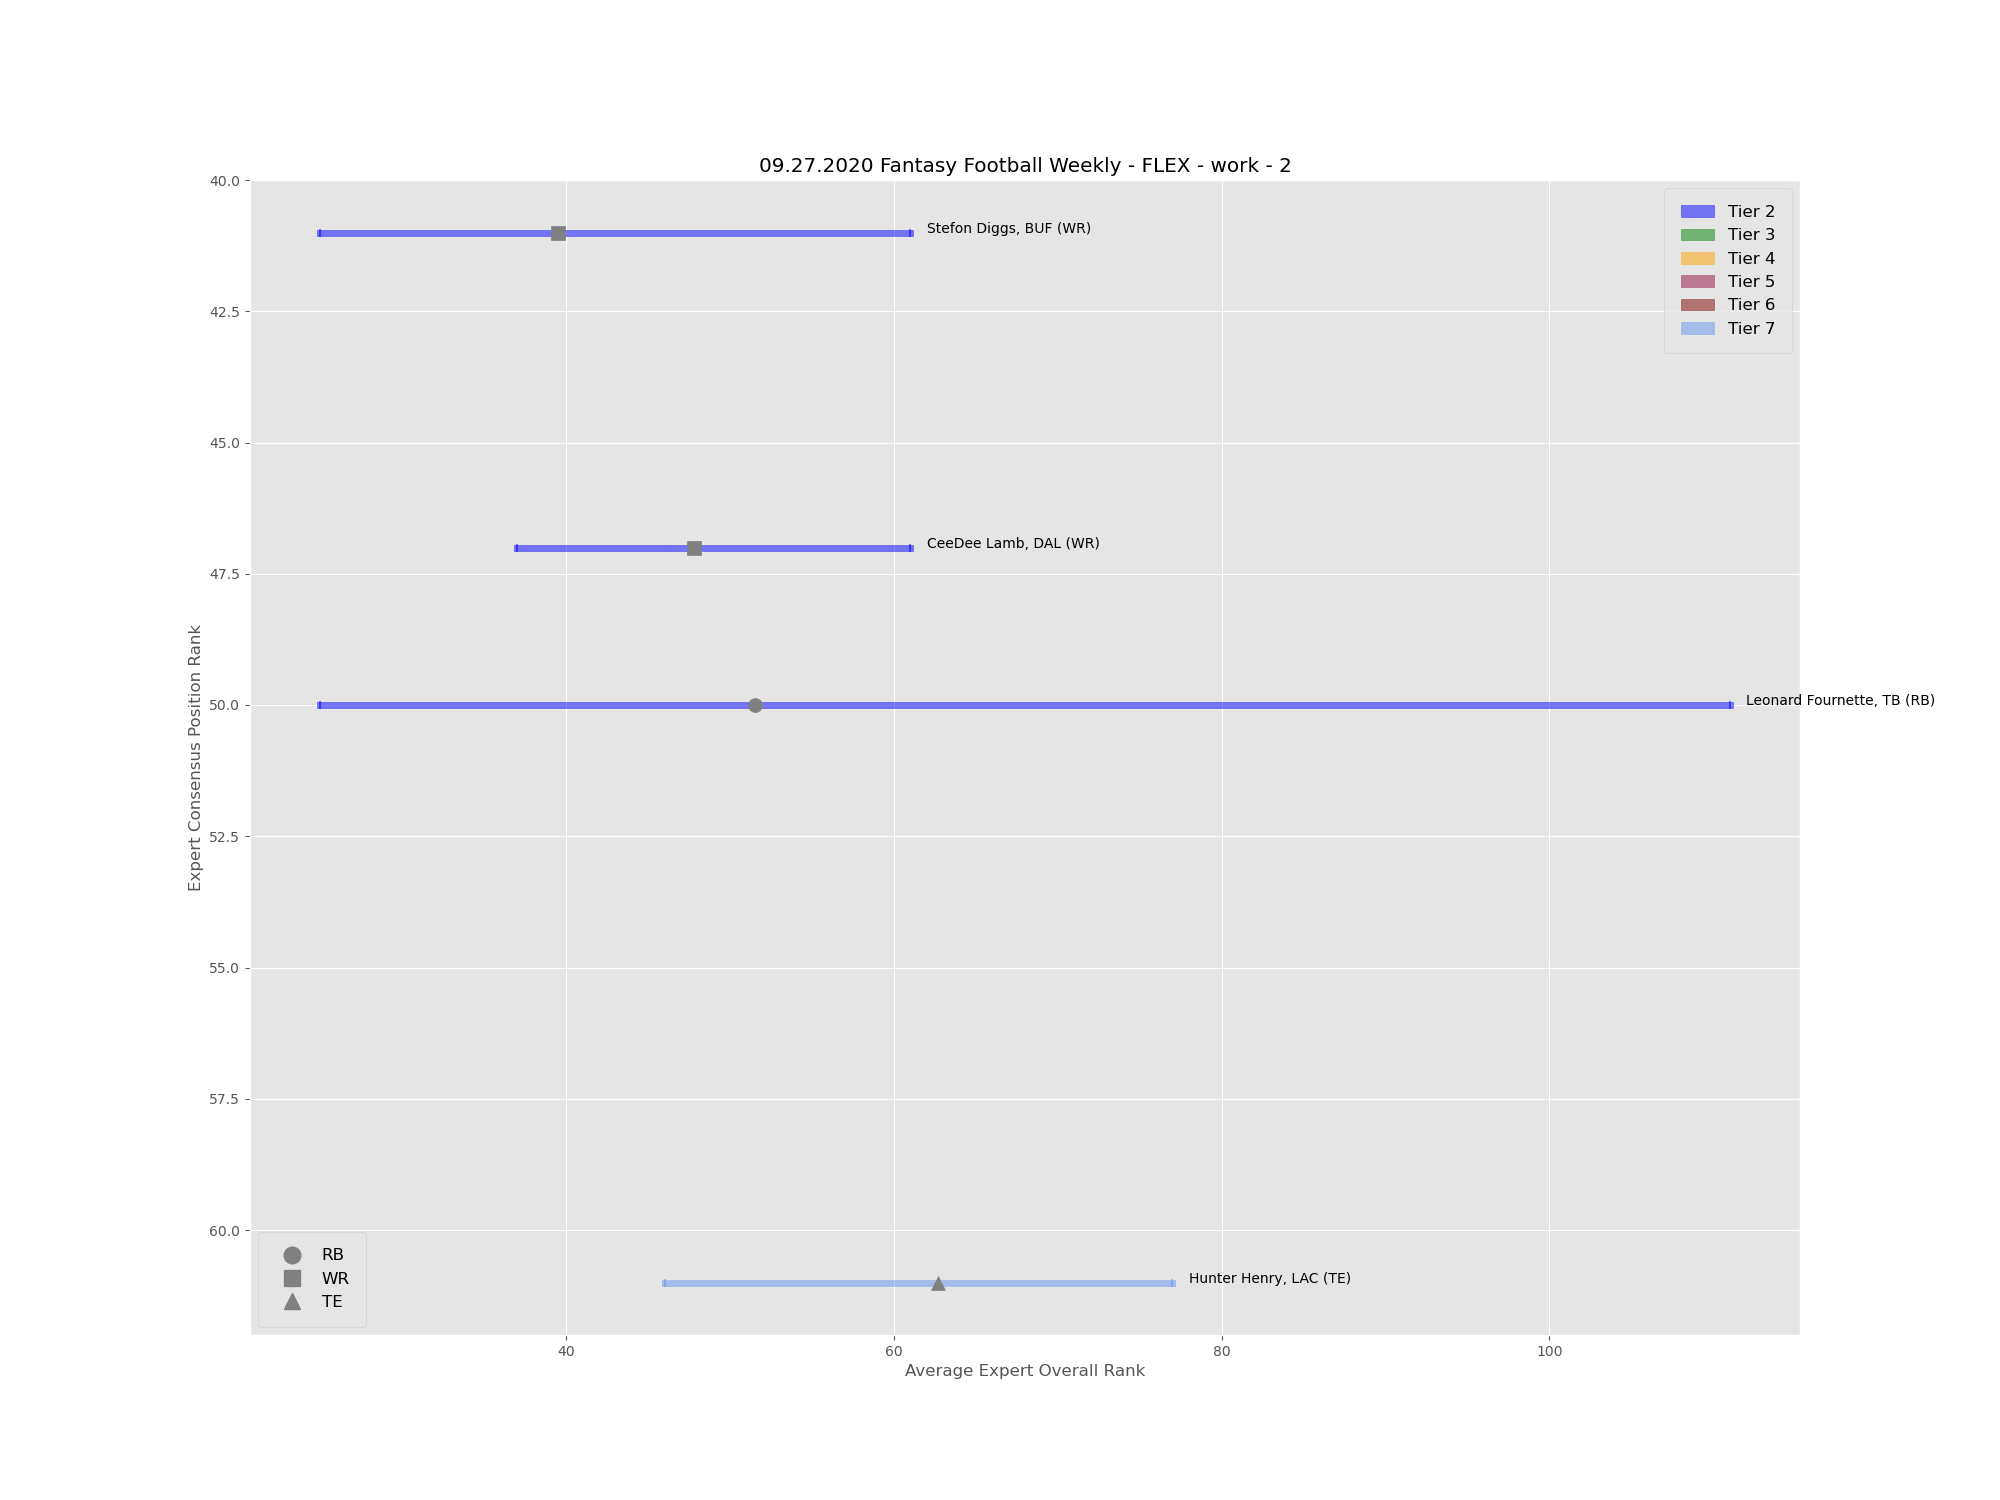 09.27.2020 Fantasy Football Weekly - FLEX - work - 2
40.0
42.5
45.0
47.5
50.0
52.5
55.0
57.5
60.0
Expert Consensus Position Rank
Stefon Diggs, BUF (WR)
CeeDee Lamb, DAL (WR)
Leonard Fournette, TB (RB)
Hunter Henry, LAC (TE)
Tier 2
Tier 3
Tier 4
Tier 5
Tier 6
Tier 7
RB
WR
TE
40 60 80 100
Average Expert Overall Rank